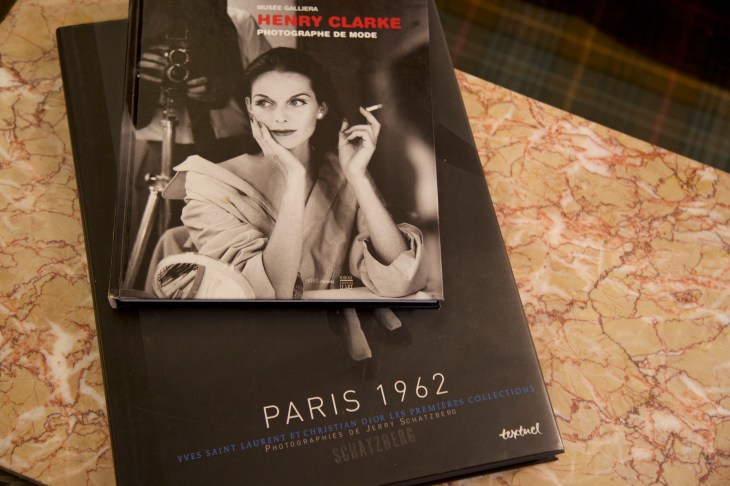 MUSÉE GALLIERA
HENRY CLARKE
PHOTOGRAPHE DE MODE
PARIS 1962
YVES SAINT LAURENT ET CHRISTIAN DIOR LES PREMIÈRES COLLECTIONS
PHOTOGRAPHIES DE JERRY SCHATZBERG
SCHATZBERG
textuel